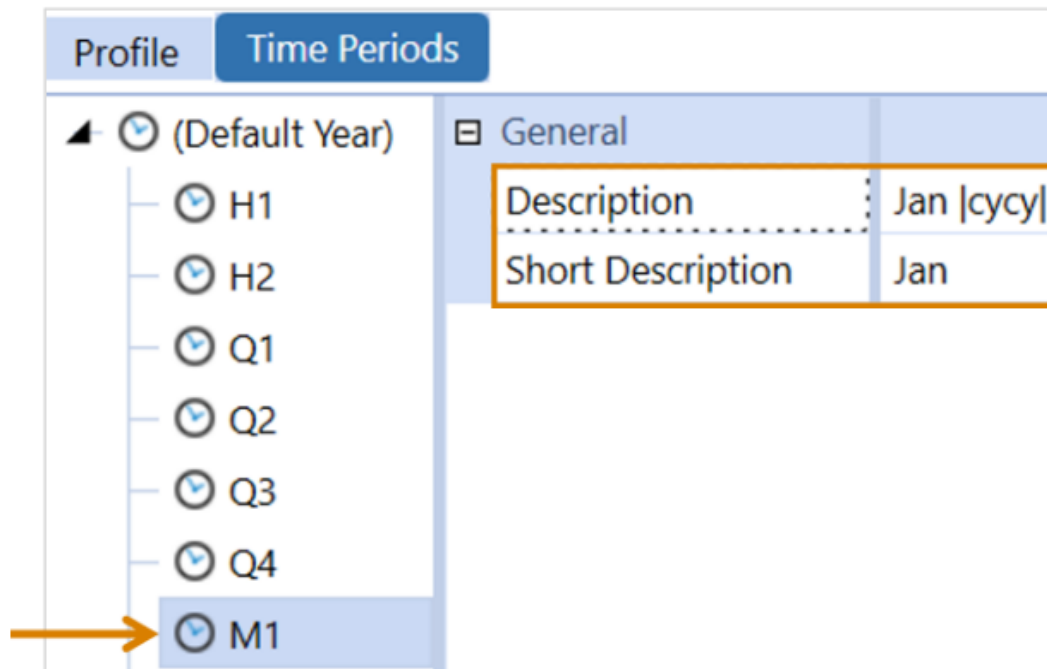 Profile
Time Periods
(Default Year)
H1
H2
Q1
Q2
Q3
Q4
M1
General
Description
Jan |cycy|
Short Description
Jan